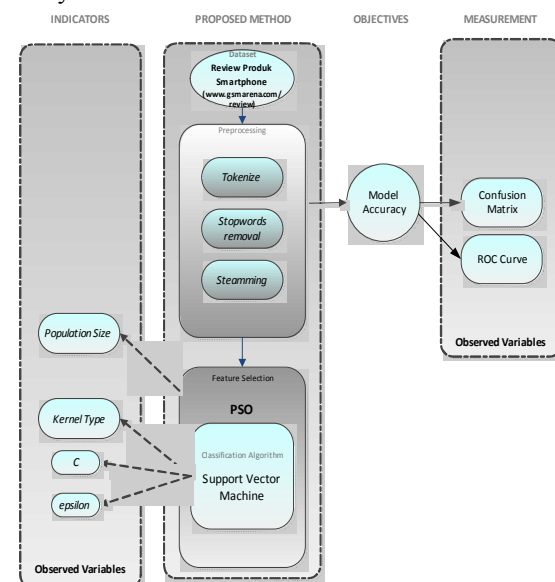 INDICATORS
PROPOSED METHOD
OBJECTIVES
MEASUREMENT
Dataset
Review Produk
Smartphone
(www.gsmarena.com/
review)
Preprocessing
Tokenize
Stopwords
removal
Steamming
Model
Accuracy
Confusion
Matrix
ROC Curve
Observed Variables
Population Size
Kernel Type
C
epsilon
Observed Variables
Feature Selection
PSO
Classification Algorithm
Support Vector
Machine